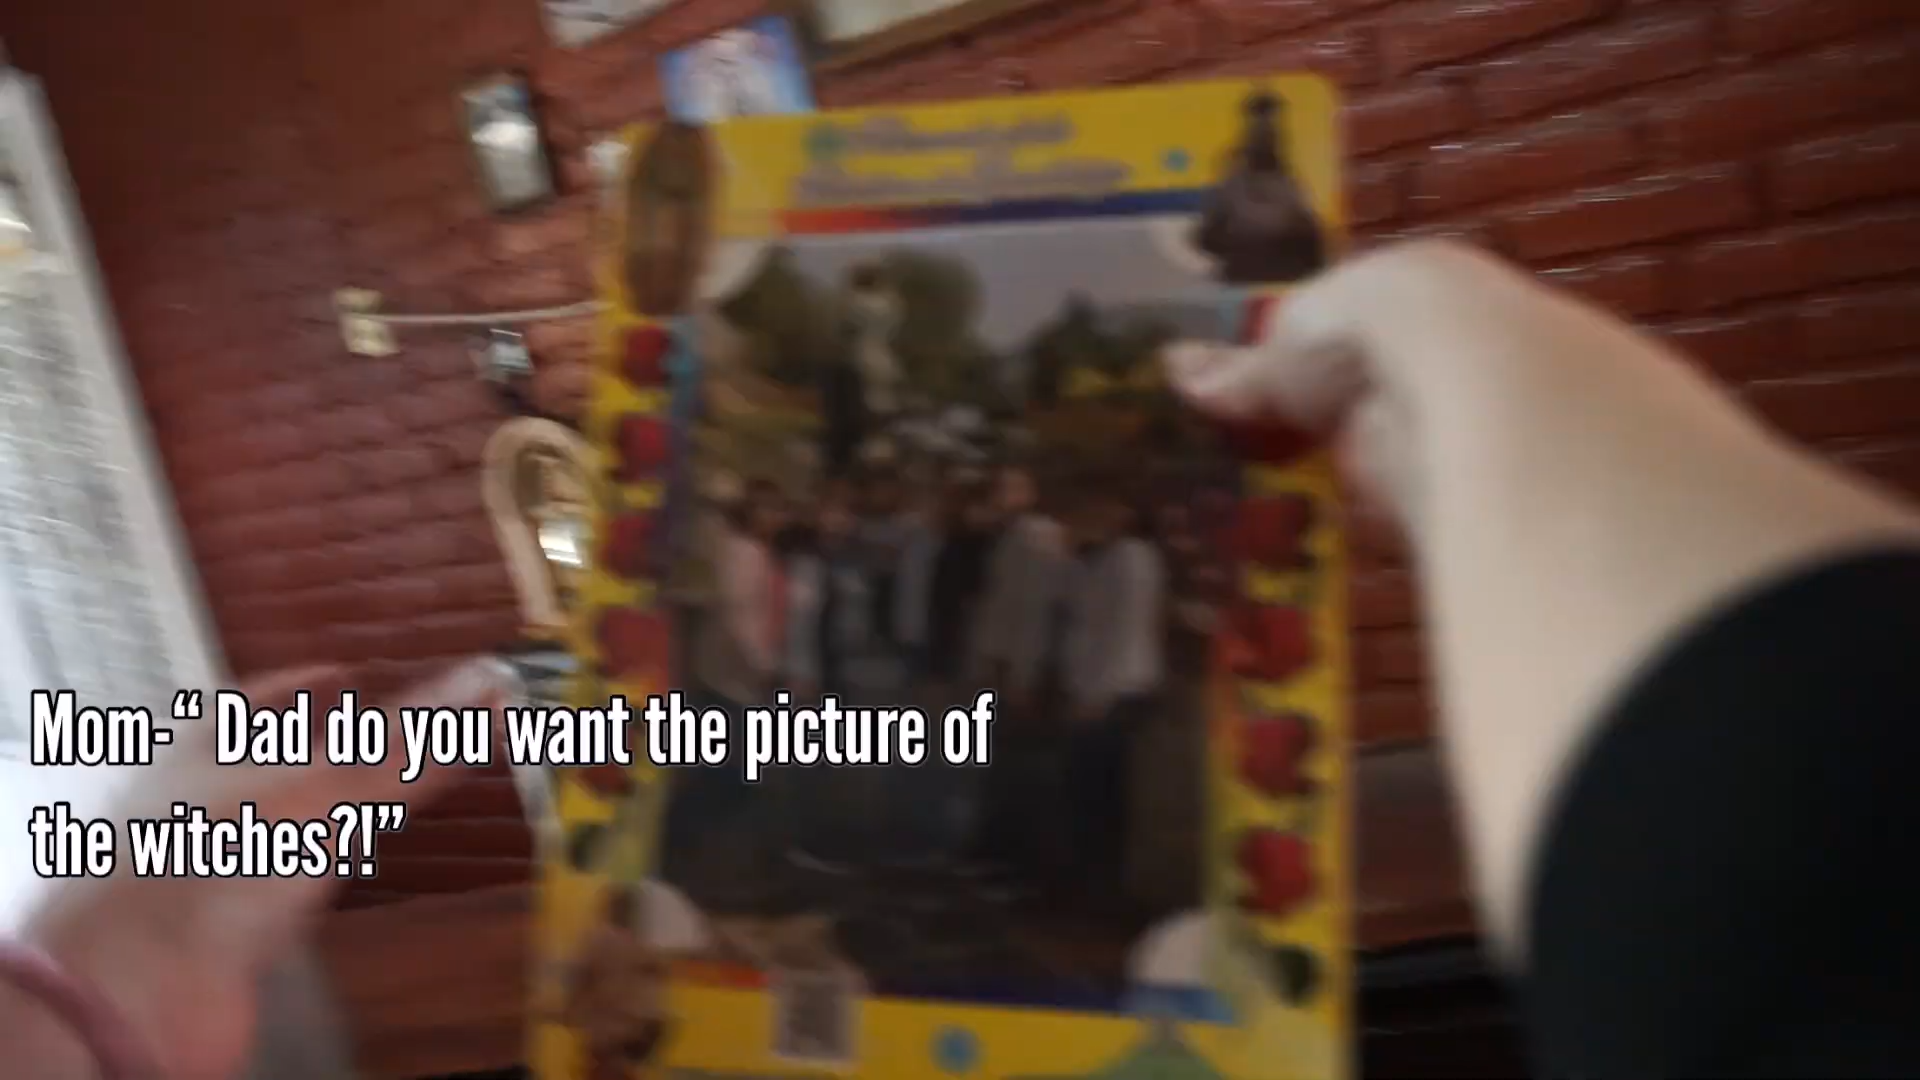 Mom-“ Dad do you want the picture of
the witches?!”